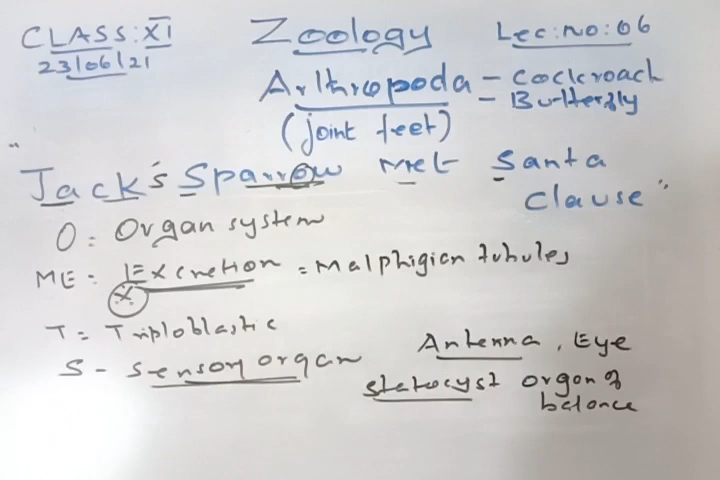 CLASS: XI Zoology Lec: no: 06
23/06/21
Arthropoda - cockroach
- Butterfly
(joint feet)
"Jack's Sparrow Met Santa
Clause"
O = Organ system
ME = Excretion = Malphigian tubules
X
T = Triploblastic
S - Sensory organ Antenna, Eye
statocyst organ of
balance